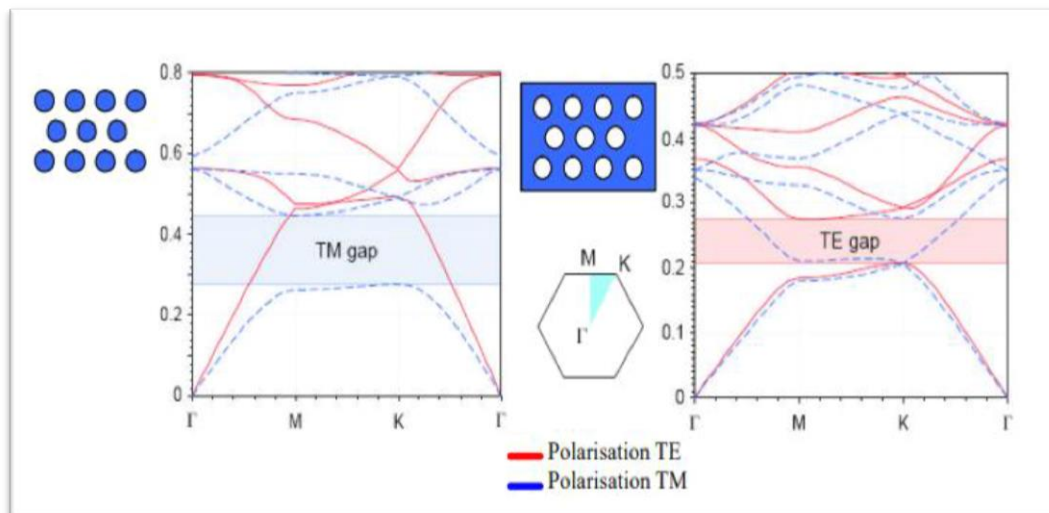 0.8
0.6
0.4
0.2
0
TM gap
Γ M K Γ
M K
Γ
0.5
0.4
0.3
0.2
0.1
0
TE gap
Γ M K Γ
Polarisation TE
Polarisation TM